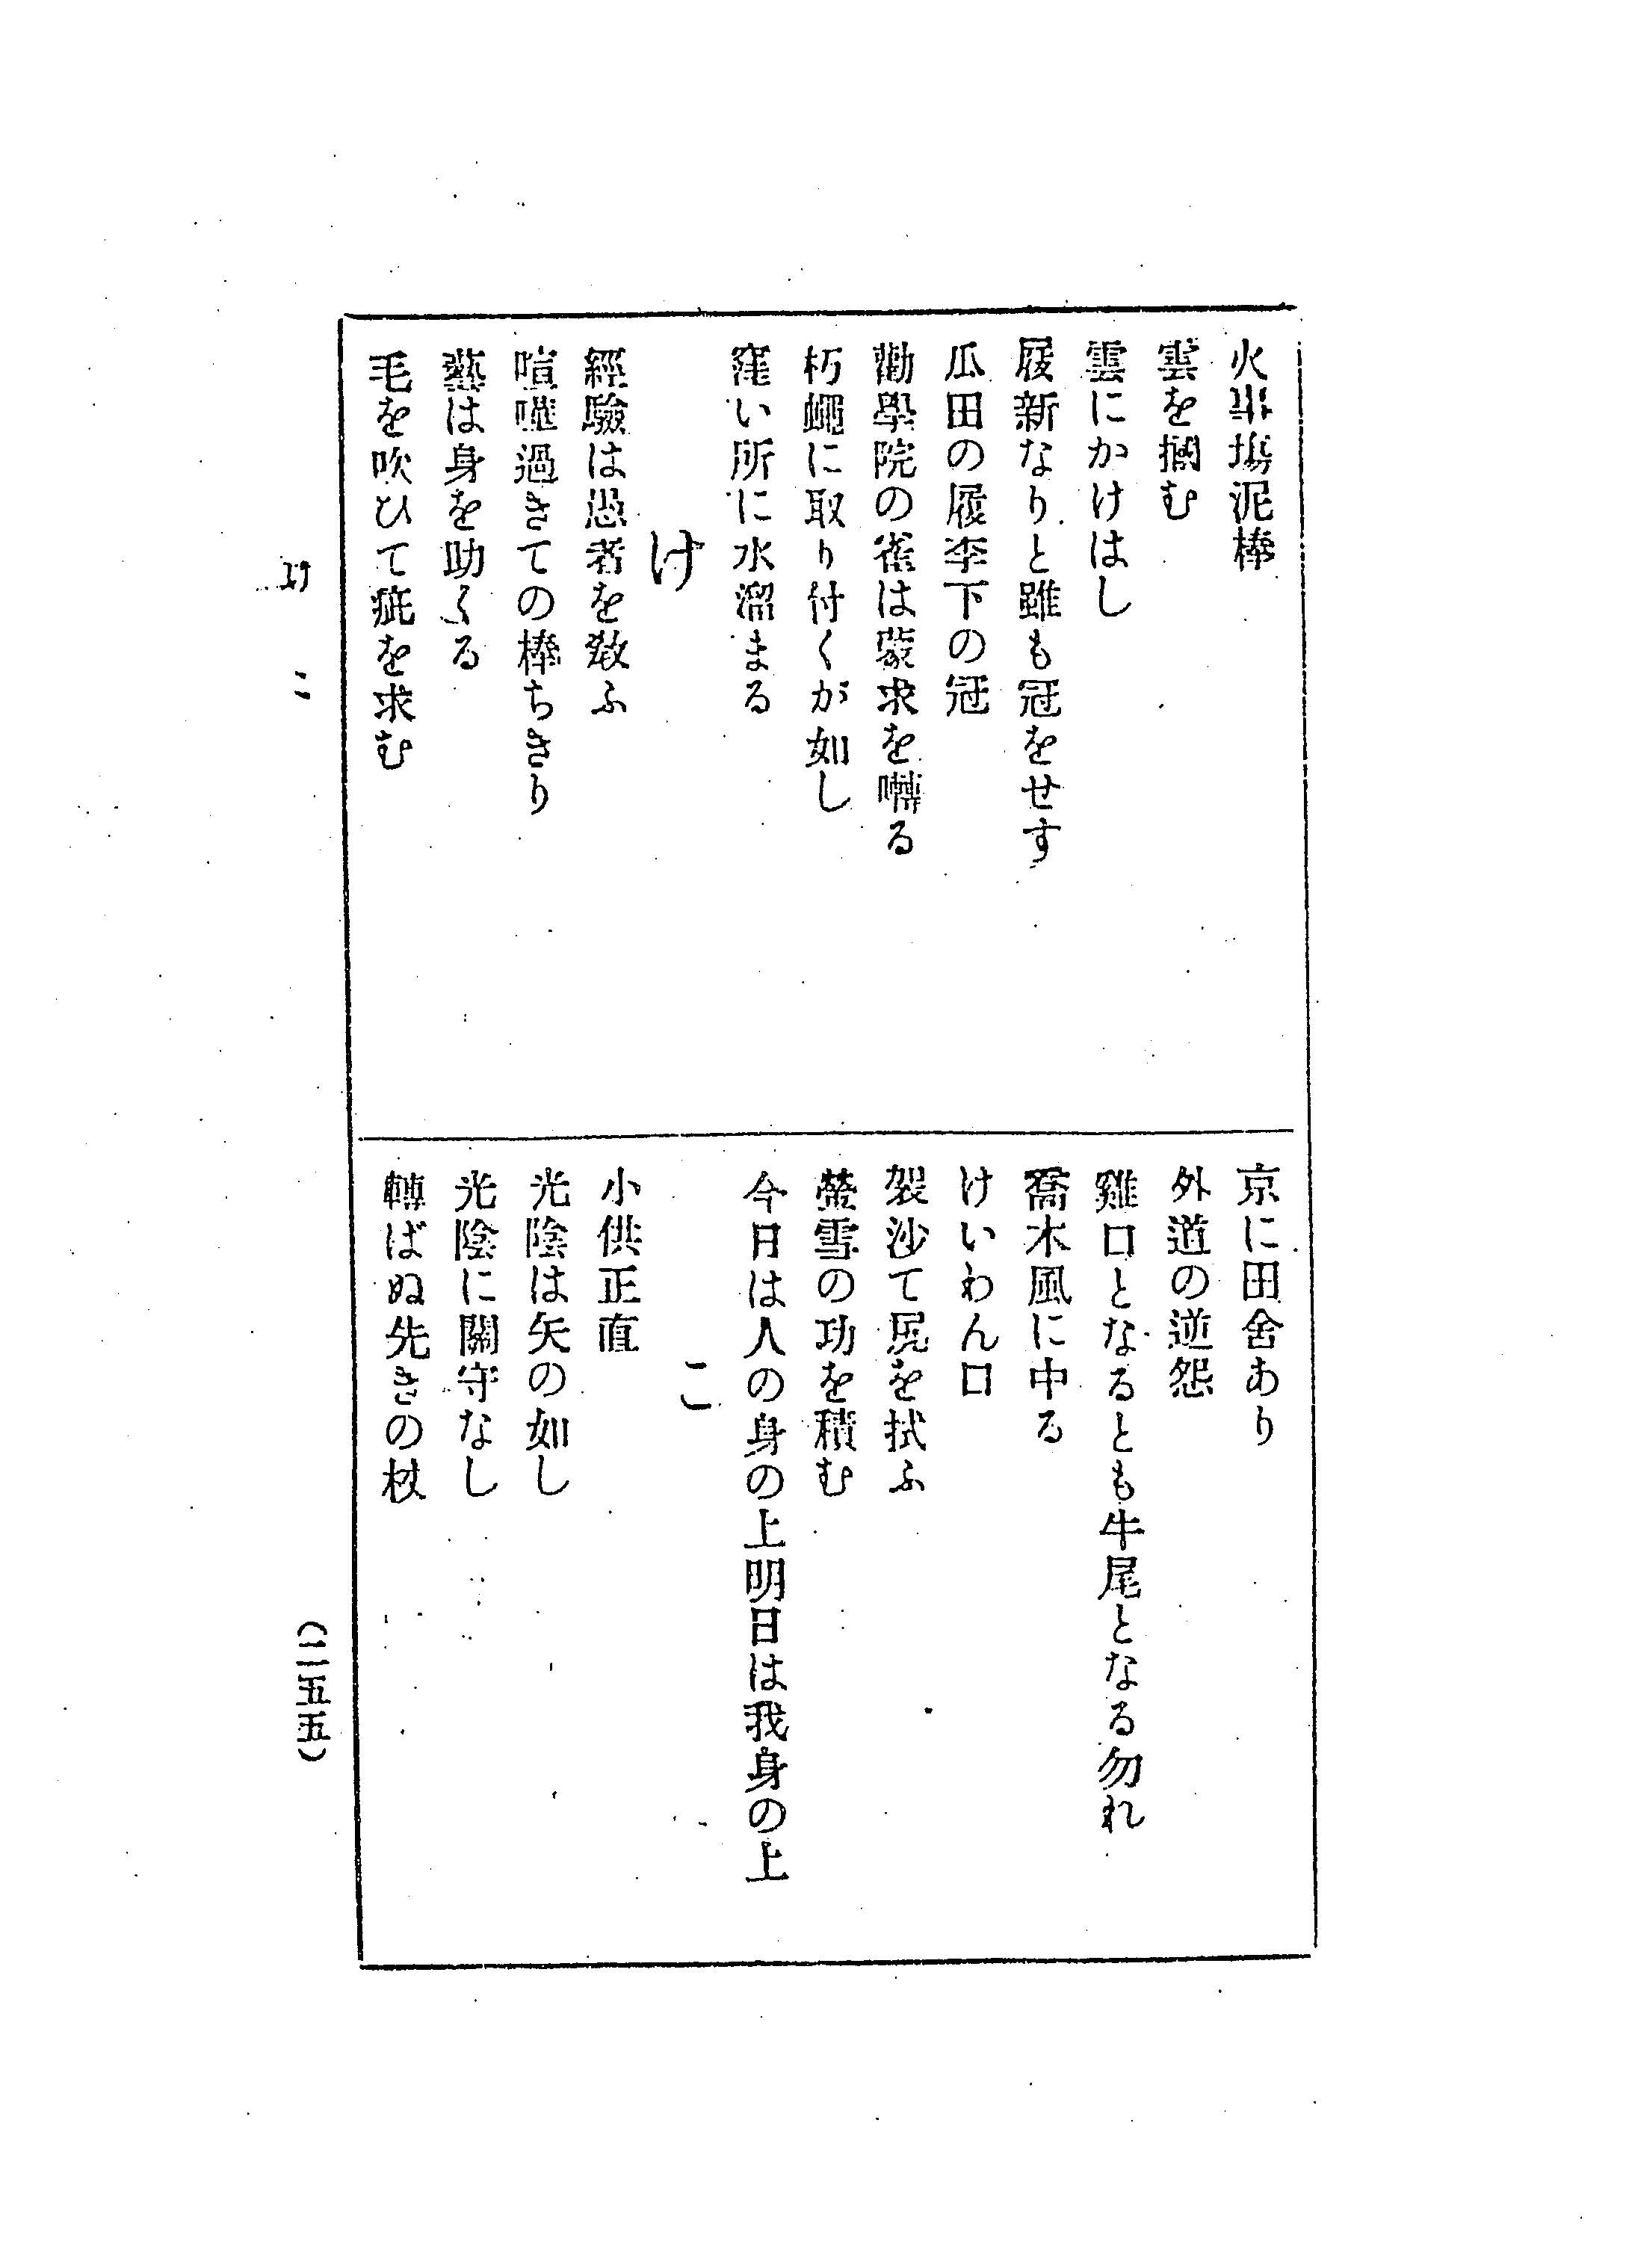 火事塲泥棒
雲を摑む
雲にかけはし
履新なりと雖も冠をせす
瓜田の履李下の冠
勸學院の雀は蒙求を囀る
朽繩に取り付くが如し
窪い所に水溜まる
け
經驗は愚者を敎ふ
喧嘩過きての棒ちきり
藝は身を助くる
毛を吹ひて疵を求む
京に田舍あり
外道の逆怨
雞口となるとも牛尾となる勿れ
喬木風に中る
けいわん口
袈沙て尻を拭ふ
螢雪の功を積む
今日は人の身の上明日は我身の上
こ
小供正直
光陰は矢の如し
光陰に關守なし
轉ばぬ先きの杖
け こ
(二五五)